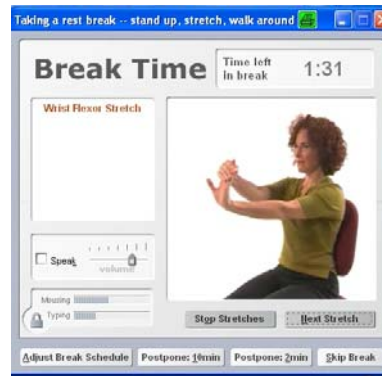 Taking a rest break -- stand up, stretch, walk around
Break Time
Time left
in break
1:31
Wrist Flexor Stretch
Speak
volume
Mousing
Typing
Stop Stretches
Next Stretch
Adjust Break Schedule
Postpone: 10min
Postpone: 2min
Skip Break